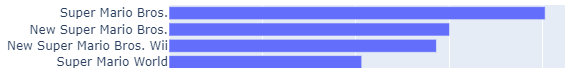 Super Mario Bros.
New Super Mario Bros.
New Super Mario Bros. Wii
Super Mario World